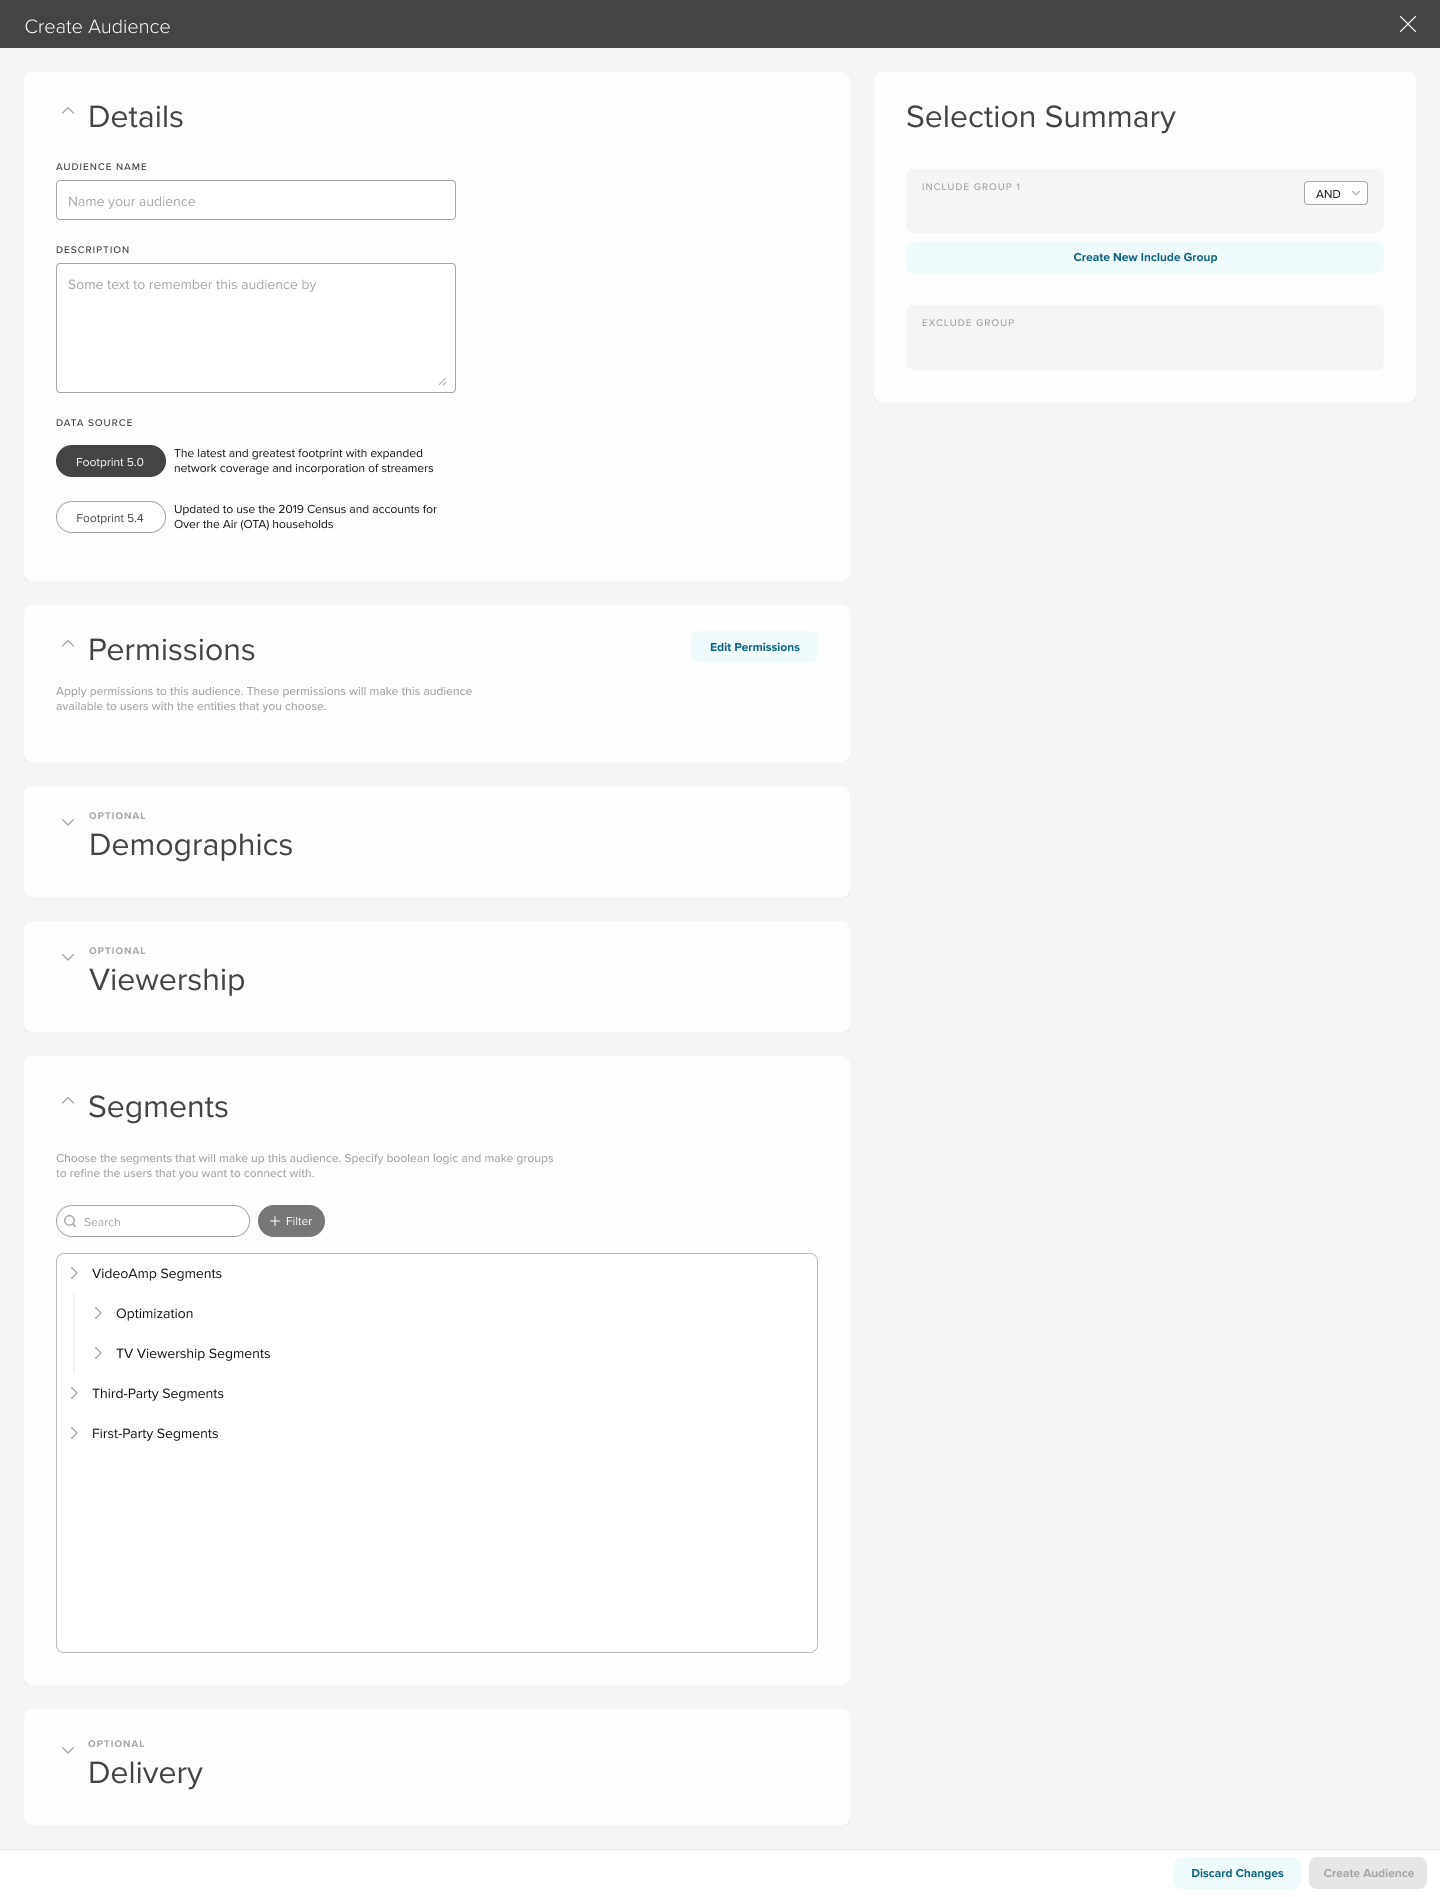 Create Audience
Details
AUDIENCE NAME
Name your audience
DESCRIPTION
Some text to remember this audience by
DATA SOURCE
Footprint 5.0
The latest and greatest footprint with expanded
network coverage and incorporation of streamers
Footprint 5.4
Updated to use the 2019 Census and accounts for
Over the Air (OTA) households
Permissions
Edit Permissions
Apply permissions to this audience. These permissions will make this audience
available to users with the entities that you choose.
OPTIONAL
Demographics
OPTIONAL
Viewership
Segments
Choose the segments that will make up this audience. Specify boolean logic and make groups
to refine the users that you want to connect with.
Search
Filter
VideoAmp Segments
Optimization
TV Viewership Segments
Third-Party Segments
First-Party Segments
OPTIONAL
Delivery
Selection Summary
INCLUDE GROUP 1
AND
Create New Include Group
EXCLUDE GROUP
Discard Changes
Create Audience